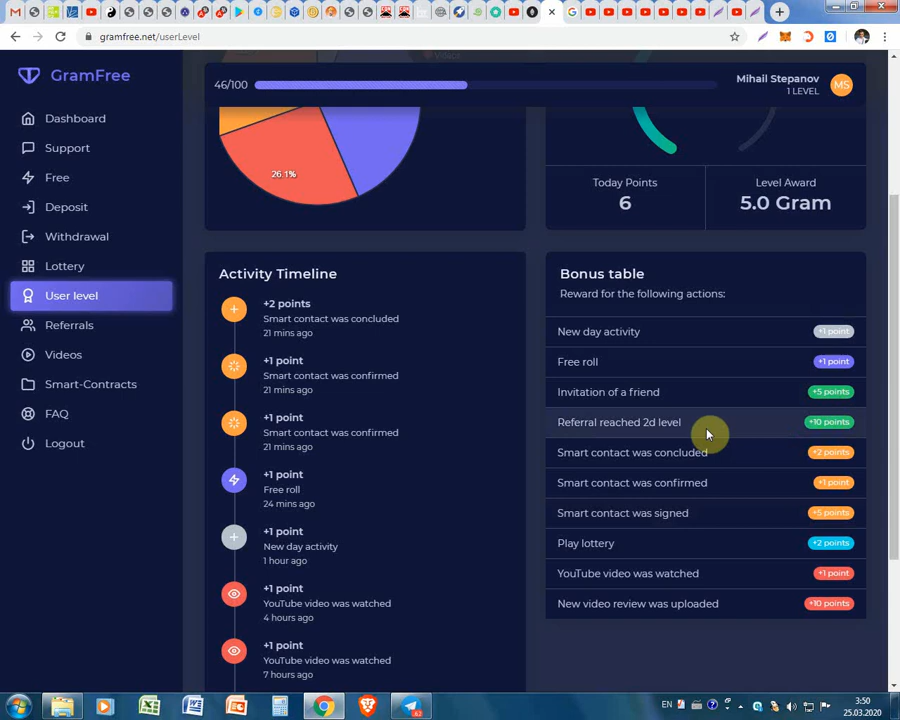 gramfree.net/userLevel
GramFree
46/100
Mihail Stepanov
1 LEVEL
MS
Dashboard
Support
Free
Deposit
Withdrawal
Lottery
User level
Referrals
Videos
Smart-Contracts
FAQ
Logout
26.1%
Today Points
6
Level Award
5.0 Gram
Activity Timeline
+2 points
Smart contact was concluded
21 mins ago
+1 point
Smart contact was confirmed
21 mins ago
+1 point
Smart contact was confirmed
21 mins ago
+1 point
Free roll
24 mins ago
+1 point
New day activity
1 hour ago
+1 point
YouTube video was watched
4 hours ago
+1 point
YouTube video was watched
7 hours ago
Bonus table
Reward for the following actions:
New day activity +1 point
Free roll +1 point
Invitation of a friend +5 points
Referral reached 2d level +10 points
Smart contact was concluded +2 points
Smart contact was confirmed +1 point
Smart contact was signed +5 points
Play lottery +2 points
YouTube video was watched +1 point
New video review was uploaded +10 points
EN
3:50
25.03.2020